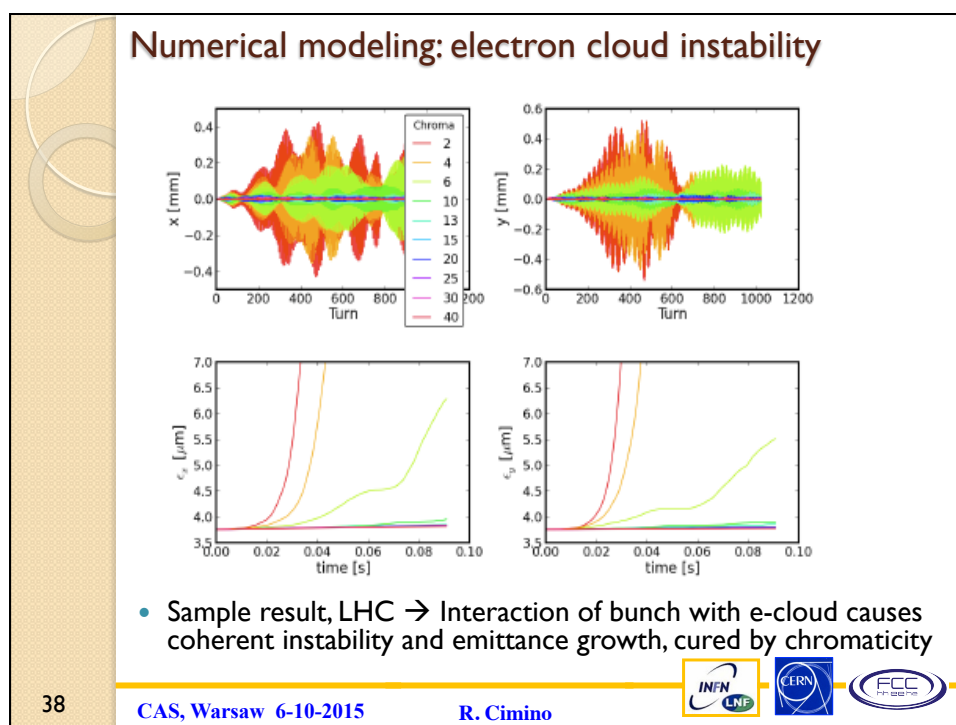 Numerical modeling: electron cloud instability
0.4
0.2
0.0
−0.2
−0.4
x [mm]
0 200 400 600 800 200
Turn
Chroma
2
4
6
10
13
15
20
25
30
40
0.6
0.4
0.2
0.0
−0.2
−0.4
−0.6
y [mm]
0 200 400 600 800 1000 1200
Turn
7.0
6.5
6.0
5.5
5.0
4.5
4.0
3.5
[μm]
0.00 0.02 0.04 0.06 0.08 0.10
time [s]
7.0
6.5
6.0
5.5
5.0
4.5
4.0
3.5
[μm]
0.00 0.02 0.04 0.06 0.08 0.10
time [s]
• Sample result, LHC → Interaction of bunch with e-cloud causes
coherent instability and emittance growth, cured by chromaticity
38
CAS, Warsaw 6-10-2015
R. Cimino
INFN
LNF
CERN
FCC
hh ee he